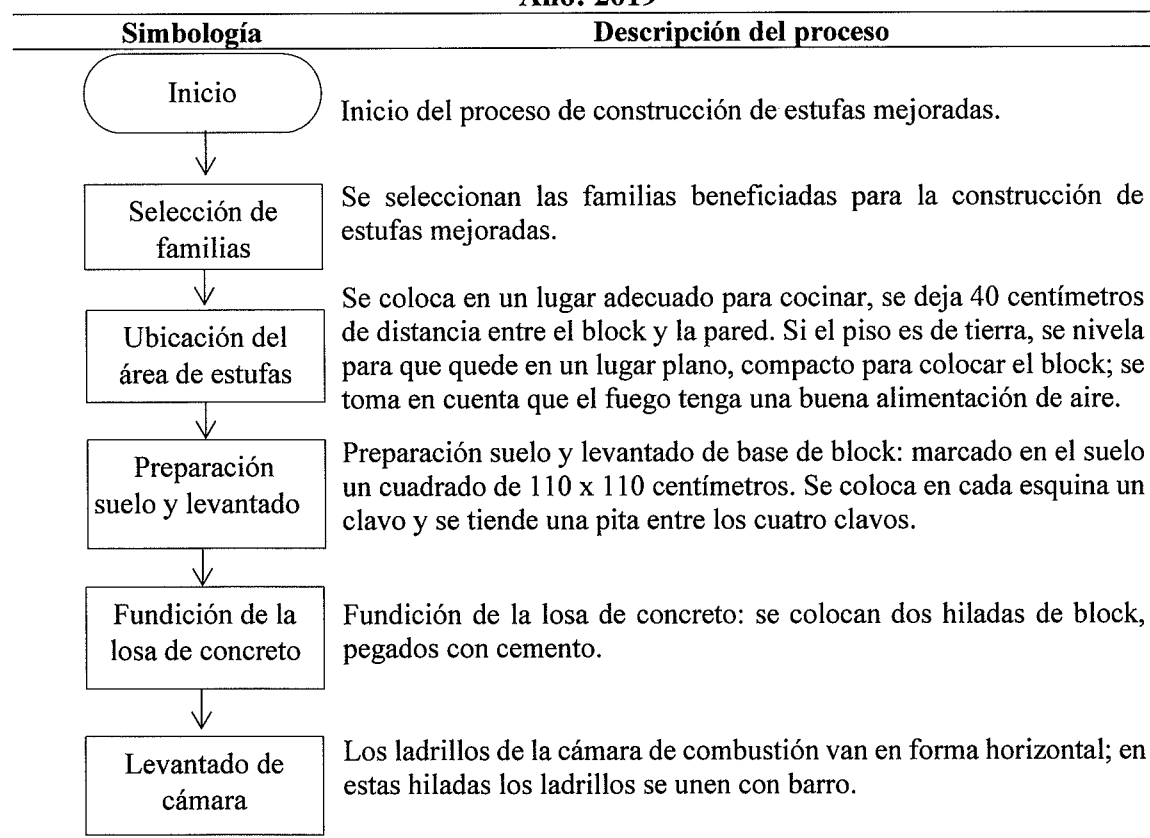 Año: 2019
Simbología Descripción del proceso
Inicio
Inicio del proceso de construcción de estufas mejoradas.
Selección de
familias
Se seleccionan las familias beneficiadas para la construcción de
estufas mejoradas.
Ubicación del
área de estufas
Se coloca en un lugar adecuado para cocinar, se deja 40 centímetros
de distancia entre el block y la pared. Si el piso es de tierra, se nivela
para que quede en un lugar plano, compacto para colocar el block; se
toma en cuenta que el fuego tenga una buena alimentación de aire.
Preparación
suelo y levantado
Preparación suelo y levantado de base de block: marcado en el suelo
un cuadrado de 110 x 110 centímetros. Se coloca en cada esquina un
clavo y se tiende una pita entre los cuatro clavos.
Fundición de la
losa de concreto
Fundición de la losa de concreto: se colocan dos hiladas de block,
pegados con cemento.
Levantado de
cámara
Los ladrillos de la cámara de combustión van en forma horizontal; en
estas hiladas los ladrillos se unen con barro.